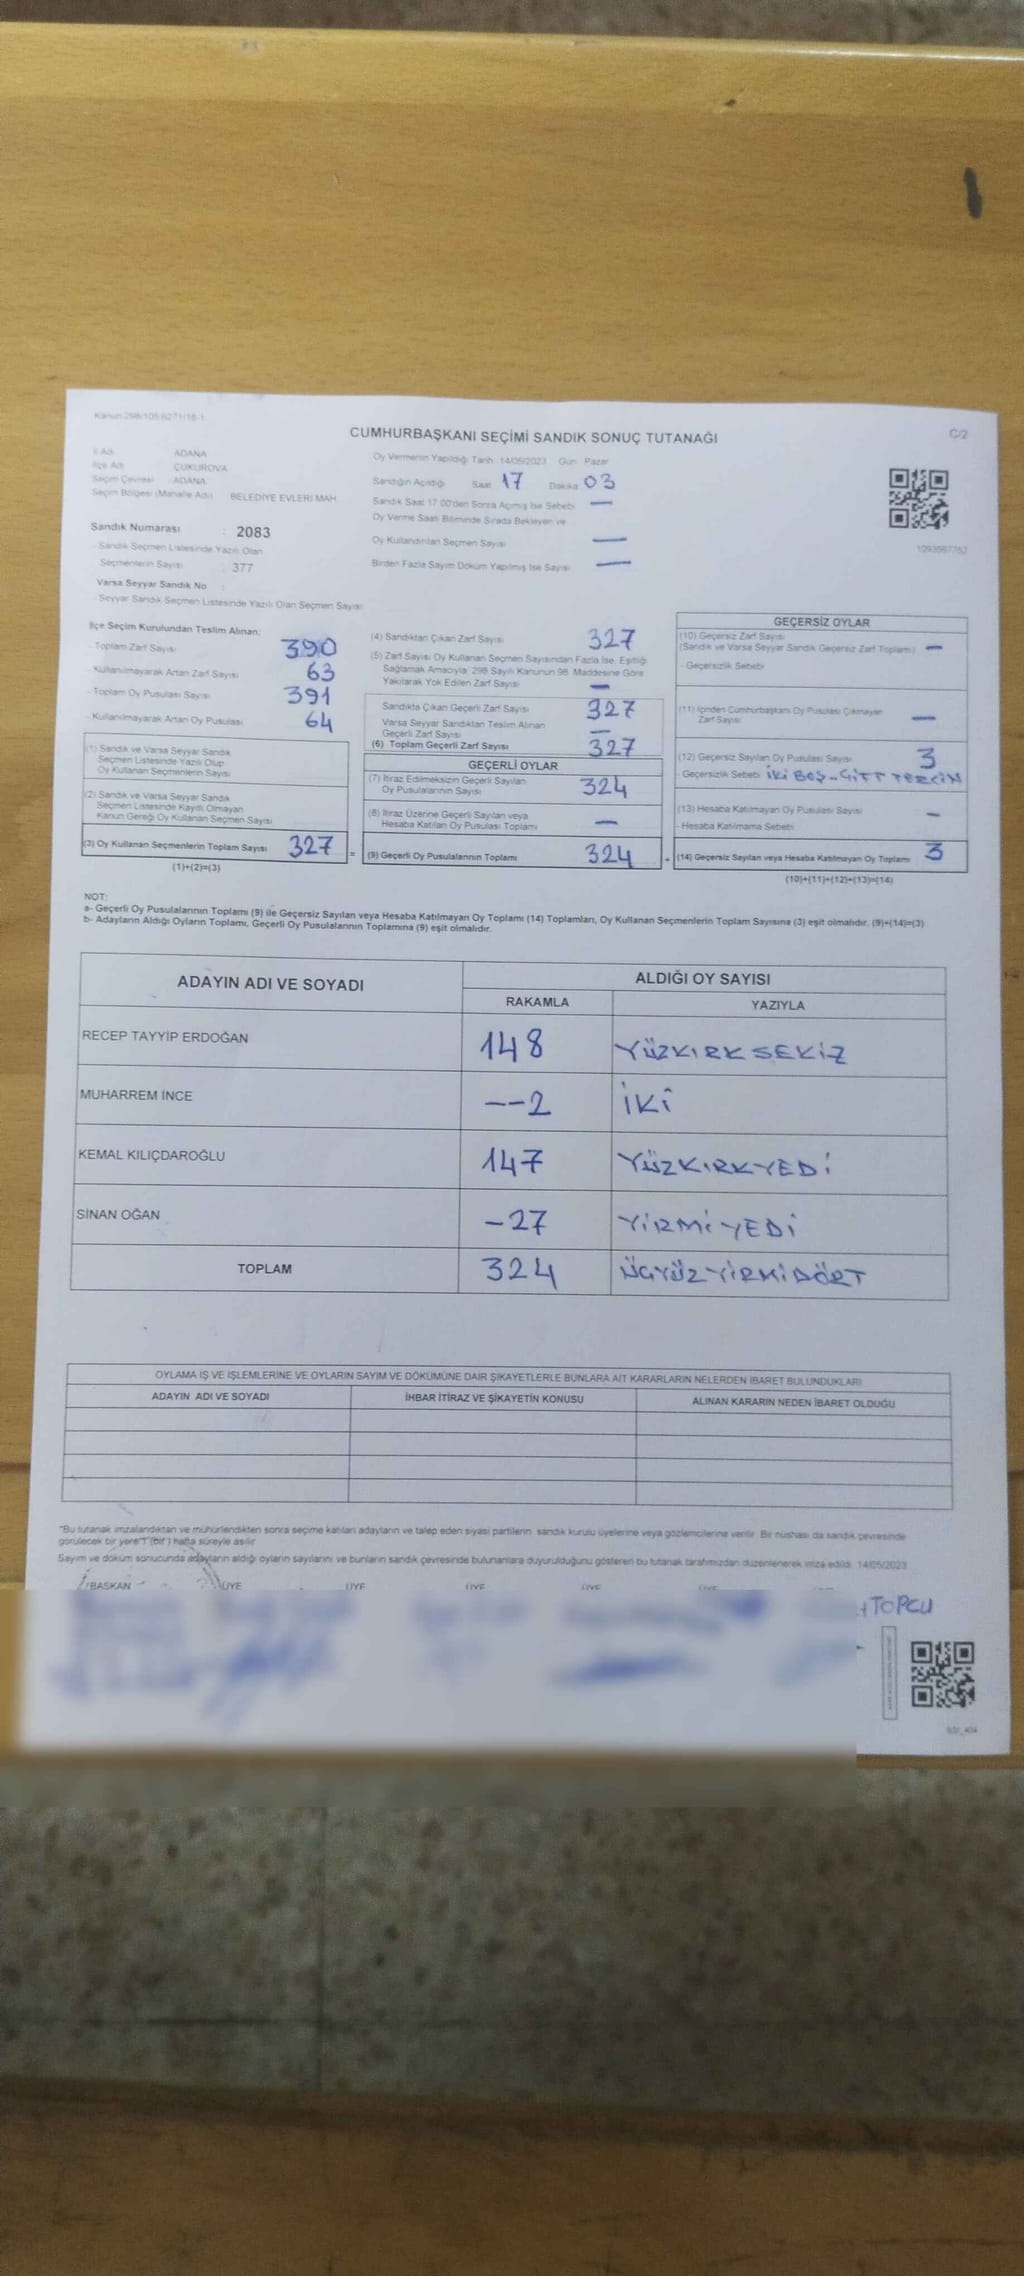 Kanun 298/105 6271/18-1
C/2
CUMHURBAŞKANI SEÇİMİ SANDIK SONUÇ TUTANAĞI
İl Adı ADANA
İlçe Adı ÇUKUROVA
Seçim Çevresi ADANA
Seçim Bölgesi (Mahalle Adı) BELEDİYE EVLERİ MAH
Sandık Numarası : 2083
- Sandık Seçmen Listesinde Yazılı Olan
Seçmenlerin Sayısı : 377
Varsa Seyyar Sandık No :
- Seyyar Sandık Seçmen Listesinde Yazılı Olan Seçmen Sayısı
Oy Vermenin Yapıldığı Tarih 14/05/2023 Gün Pazar
Sandığın Açıldığı Saat 17 Dakika 03
Sandık Saat 17 00'den Sonra Açılmış İse Sebebi —
Oy Verme Saati Bitiminde Sırada Bekleyen ve
Oy Kullandırılan Seçmen Sayısı —
Birden Fazla Sayım Döküm Yapılmış İse Sayısı —
1093567752
İlçe Seçim Kurulundan Teslim Alınan;
- Toplam Zarf Sayısı 390
- Kullanılmayarak Artan Zarf Sayısı 63
- Toplam Oy Pusulası Sayısı 391
- Kullanılmayarak Artan Oy Pusulası 64
(1) Sandık ve Varsa Seyyar Sandık
Seçmen Listesinde Yazılı Olup
Oy Kullanan Seçmenlerin Sayısı
(2) Sandık ve Varsa Seyyar Sandık
Seçmen Listesinde Kayıtlı Olmayan
Kanun Gereği Oy Kullanan Seçmen Sayısı
(3) Oy Kullanan Seçmenlerin Toplam Sayısı 327 =
(1)+(2)=(3)
(4) Sandıktan Çıkan Zarf Sayısı 327
(5) Zarf Sayısı Oy Kullanan Seçmen Sayısından Fazla İse, Eşitliği
Sağlamak Amacıyla; 298 Sayılı Kanunun 98. Maddesine Göre
Yakılarak Yok Edilen Zarf Sayısı —
Sandıkta Çıkan Geçerli Zarf Sayısı 327
Varsa Seyyar Sandıktan Teslim Alınan
Geçerli Zarf Sayısı —
(6) Toplam Geçerli Zarf Sayısı 327
GEÇERLİ OYLAR
(7) İtiraz Edilmeksizin Geçerli Sayılan
Oy Pusulalarının Sayısı 324
(8) İtiraz Üzerine Geçerli Sayılan veya
Hesaba Katılan Oy Pusulası Toplamı —
(9) Geçerli Oy Pusulalarının Toplamı 324 +
GEÇERSİZ OYLAR
(10) Geçersiz Zarf Sayısı
(Sandık ve Varsa Seyyar Sandık Geçersiz Zarf Toplamı) —
- Geçersizlik Sebebi
(11) İçinden Cumhurbaşkanı Oy Pusulası Çıkmayan
Zarf Sayısı —
(12) Geçersiz Sayılan Oy Pusulası Sayısı 3
- Geçersizlik Sebebi İKİ BOŞ - ÇİFT TERCİH
(13) Hesaba Katılmayan Oy Pusulası Sayısı —
- Hesaba Katılmama Sebebi
(14) Geçersiz Sayılan veya Hesaba Katılmayan Oy Toplamı 3
(10)+(11)+(12)+(13)=(14)
NOT:
a- Geçerli Oy Pusulalarının Toplamı (9) ile Geçersiz Sayılan veya Hesaba Katılmayan Oy Toplamı (14) Toplamları, Oy Kullanan Seçmenlerin Toplam Sayısına (3) eşit olmalıdır. (9)+(14)=(3)
b- Adayların Aldığı Oyların Toplamı, Geçerli Oy Pusulalarının Toplamına (9) eşit olmalıdır.
ADAYIN ADI VE SOYADI ALDIĞI OY SAYISI
RAKAMLA YAZIYLA
RECEP TAYYİP ERDOĞAN 148 YÜZKIRKSEKİZ
MUHARREM İNCE --2 İKİ
KEMAL KILIÇDAROĞLU 147 YÜZKIRKYEDİ
SİNAN OĞAN -27 YİRMİYEDİ
TOPLAM 324 ÜÇYÜZYİRMİDÖRT
OYLAMA İŞ VE İŞLEMLERİNE VE OYLARIN SAYIM VE DÖKÜMÜNE DAİR ŞİKAYETLERLE BUNLARA AİT KARARLARIN NELERDEN İBARET BULUNDUKLARI
ADAYIN ADI VE SOYADI İHBAR İTİRAZ VE ŞİKAYETİN KONUSU ALINAN KARARIN NEDEN İBARET OLDUĞU
*Bu tutanak imzalandıktan ve mühürlendikten sonra seçime katılan adayların ve talep eden siyasi partilerin sandık kurulu üyelerine veya gözlemcilerine verilir. Bir nüshası da sandık çevresinde
görülecek bir yere "1 (bir)" hafta süreyle asılır.
Sayım ve döküm sonucunda adayların aldığı oyların sayılarını ve bunların sandık çevresinde bulunanlara duyurulduğunu gösteren bu tutanak tarafımızdan düzenlenerek imza edildi. 14/05/2023
BAŞKAN ÜYE ÜYE ÜYE ÜYE ÜYE
TOPCU